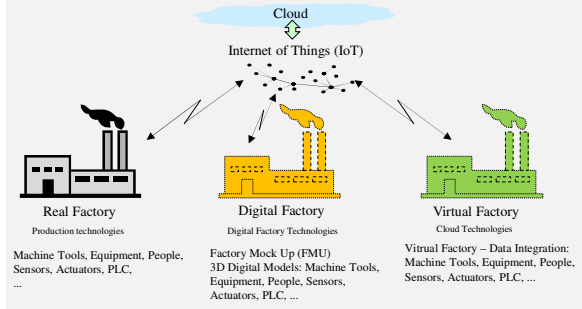 Cloud
Internet of Things (IoT)
Real Factory
Production technologies
Machine Tools, Equipment, People,
Sensors, Actuators, PLC,
...
Digital Factory
Digital Factory Technologies
Factory Mock Up (FMU)
3D Digital Models: Machine Tools,
Equipment, People, Sensors,
Actuators, PLC, ...
Virtual Factory
Cloud Technologies
Vitrual Factory – Data Integration:
Machine Tools, Equipment, People,
Sensors, Actuators, PLC, ...